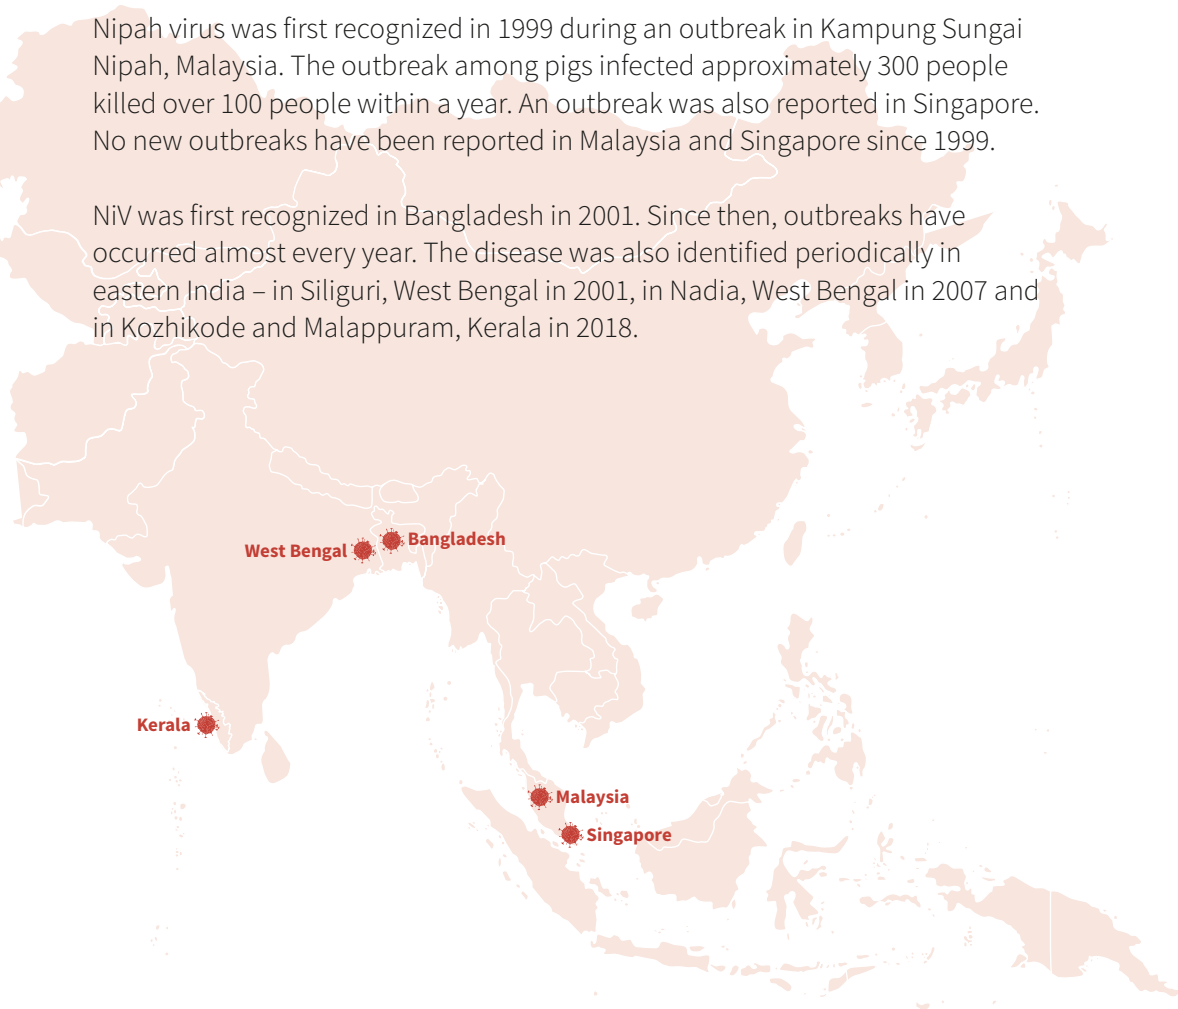 Nipah virus was first recognized in 1999 during an outbreak in Kampung Sungai
Nipah, Malaysia. The outbreak among pigs infected approximately 300 people
killed over 100 people within a year. An outbreak was also reported in Singapore.
No new outbreaks have been reported in Malaysia and Singapore since 1999.
NiV was first recognized in Bangladesh in 2001. Since then, outbreaks have
occurred almost every year. The disease was also identified periodically in
eastern India – in Siliguri, West Bengal in 2001, in Nadia, West Bengal in 2007 and
in Kozhikode and Malappuram, Kerala in 2018.
Bangladesh
West Bengal
Kerala
Malaysia
Singapore